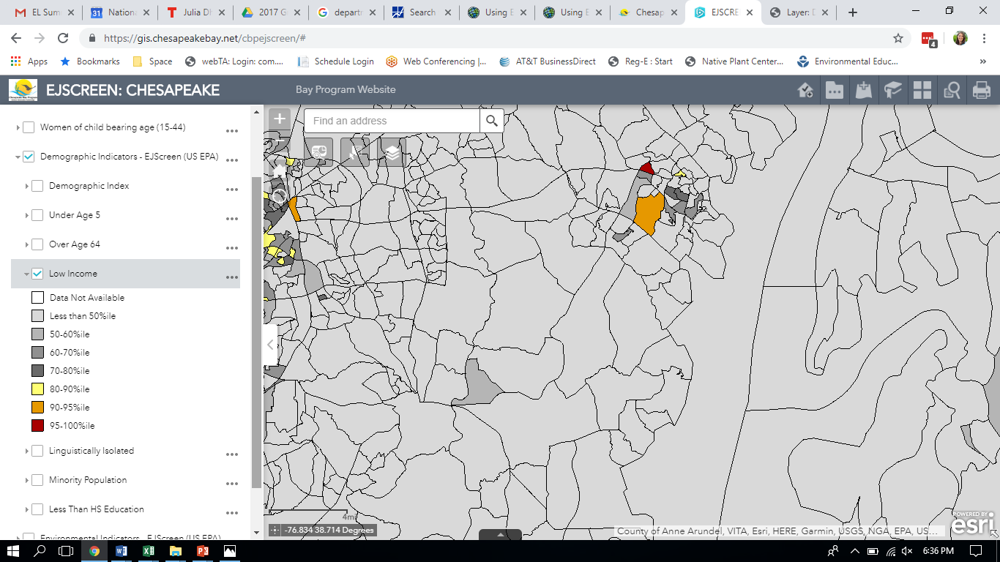 EL Sum
Nation
Julia D
2017 G
departr
Search
Using E
Using E
Chesap
EJSCREE
Layer: D
https://gis.chesapeakebay.net/cbpejscreen/#
4
Apps
Bookmarks
Space
webTA: Login: com....
Schedule Login
Web Conferencing |...
AT&T BusinessDirect
Reg-E : Start
Native Plant Center...
Environmental Educ...
»
EJSCREEN: CHESAPEAKE
Bay Program Website
Find an address
Women of child bearing age (15-44)
Demographic Indicators - EJScreen (US EPA)
Demographic Index
Under Age 5
Over Age 64
Low Income
Data Not Available
Less than 50%ile
50-60%ile
60-70%ile
70-80%ile
80-90%ile
90-95%ile
95-100%ile
Linguistically Isolated
Minority Population
Less Than HS Education
Environmental Indicators - EJScreen (US EPA)
4mi
-76.834 38.714 Degrees
County of Anne Arundel, VITA, Esri, HERE, Garmin, USGS, NGA, EPA, US...
POWERED BY
esri
6:36 PM